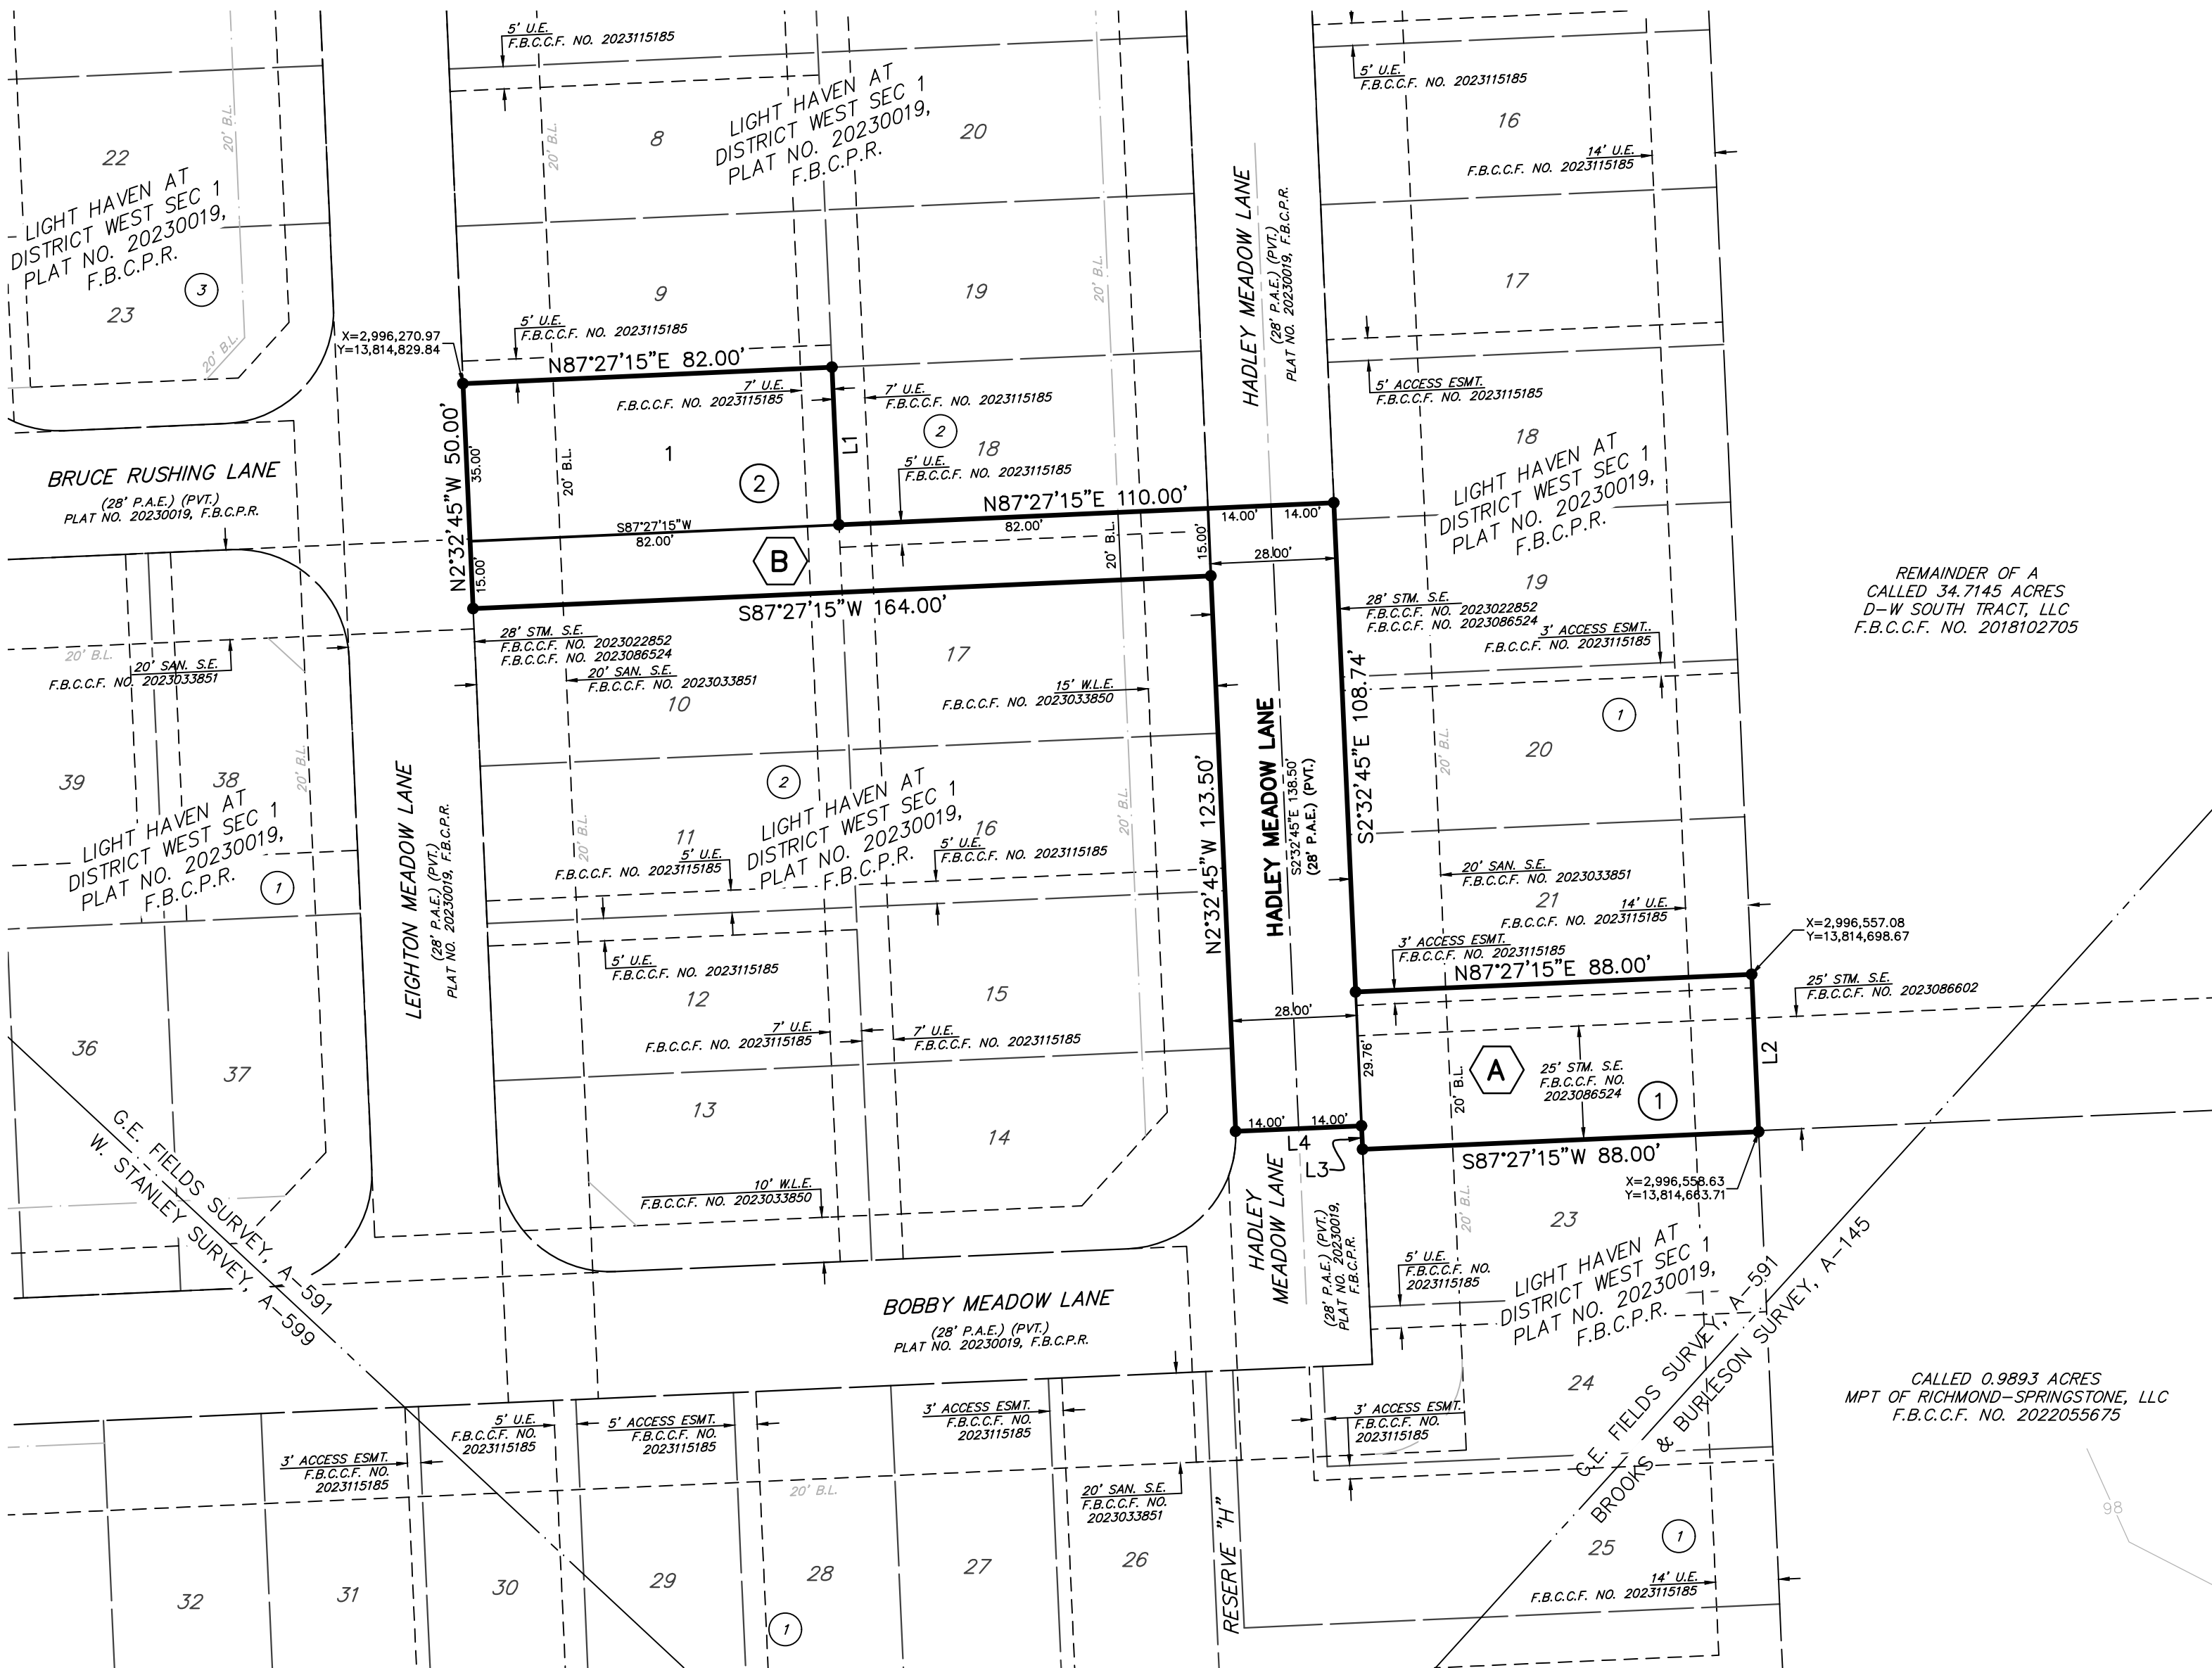 5' U.E.
F.B.C.C.F. NO. 2023115185
20' B.L.
22
LIGHT HAVEN AT
DISTRICT WEST SEC 1
PLAT NO. 20230019,
F.B.C.P.R.
3
23
20' B.L.
20' B.L.
8
LIGHT HAVEN AT
DISTRICT WEST SEC 1
PLAT NO. 20230019,
F.B.C.P.R.
20
5' U.E.
F.B.C.C.F. NO. 2023115185
16
14' U.E.
F.B.C.C.F. NO. 2023115185
HADLEY MEADOW LANE
(28' P.A.E.) (PVT.)
PLAT NO. 20230019, F.B.C.P.R.
20' B.L.
9
19
17
X=2,996,270.97
Y=13,814,829.84
5' U.E.
F.B.C.C.F. NO. 2023115185
N87°27'15"E 82.00'
7' U.E.
F.B.C.C.F. NO. 2023115185
7' U.E.
F.B.C.C.F. NO. 2023115185
5' ACCESS ESMT.
F.B.C.C.F. NO. 2023115185
BRUCE RUSHING LANE
(28' P.A.E.) (PVT.)
PLAT NO. 20230019, F.B.C.P.R.
N2°32'45"W 50.00'
35.00'
15.00'
20' B.L.
1
2
L1
2
18
5' U.E.
F.B.C.C.F. NO. 2023115185
18
LIGHT HAVEN AT
DISTRICT WEST SEC 1
PLAT NO. 20230019,
F.B.C.P.R.
N87°27'15"E 110.00'
14.00'
14.00'
S87°27'15"W
82.00'
82.00'
20' B.L.
15.00'
28.00'
B
19
S87°27'15"W 164.00'
28' STM. S.E.
F.B.C.C.F. NO. 2023022852
F.B.C.C.F. NO. 2023086524
3' ACCESS ESMT.
F.B.C.C.F. NO. 2023115185
REMAINDER OF A
CALLED 34.7145 ACRES
D-W SOUTH TRACT, LLC
F.B.C.C.F. NO. 2018102705
28' STM. S.E.
F.B.C.C.F. NO. 2023022852
F.B.C.C.F. NO. 2023086524
20' B.L.
20' SAN. S.E.
F.B.C.C.F. NO. 2023033851
20' SAN. S.E.
F.B.C.C.F. NO. 2023033851
17
15' W.L.E.
F.B.C.C.F. NO. 2023033850
10
1
20
20' B.L.
39
38
20' B.L.
LIGHT HAVEN AT
DISTRICT WEST SEC 1
PLAT NO. 20230019,
F.B.C.P.R.
1
LEIGHTON MEADOW LANE
(28' P.A.E.) (PVT.)
PLAT NO. 20230019, F.B.C.P.R.
2
11
20' B.L.
LIGHT HAVEN AT
DISTRICT WEST SEC 1
PLAT NO. 20230019,
F.B.C.P.R.
16
20' B.L.
5' U.E.
F.B.C.C.F. NO. 2023115185
5' U.E.
F.B.C.C.F. NO. 2023115185
N2°32'45"W 123.50'
HADLEY MEADOW LANE
S2°32'45"E 138.50'
(28' P.A.E.) (PVT.)
S2°32'45"E 108.74'
20' SAN. S.E.
F.B.C.C.F. NO. 2023033851
21
14' U.E.
F.B.C.C.F. NO. 2023115185
X=2,996,557.08
Y=13,814,698.67
3' ACCESS ESMT.
F.B.C.C.F. NO. 2023115185
N87°27'15"E 88.00'
25' STM. S.E.
F.B.C.C.F. NO. 2023086602
5' U.E.
F.B.C.C.F. NO. 2023115185
12
15
7' U.E.
F.B.C.C.F. NO. 2023115185
7' U.E.
F.B.C.C.F. NO. 2023115185
28.00'
29.76'
20' B.L.
A
25' STM. S.E.
F.B.C.C.F. NO.
2023086524
1
L2
36
37
13
14
14.00'
14.00'
L4
L3
S87°27'15"W 88.00'
X=2,996,558.63
Y=13,814,663.71
G.E. FIELDS SURVEY, A-591
W. STANLEY SURVEY, A-599
10' W.L.E.
F.B.C.C.F. NO. 2023033850
HADLEY
MEADOW LANE
(28' P.A.E.) (PVT.)
PLAT NO. 20230019,
F.B.C.P.R.
20' B.L.
23
5' U.E.
F.B.C.C.F. NO.
2023115185
LIGHT HAVEN AT
DISTRICT WEST SEC 1
PLAT NO. 20230019,
F.B.C.P.R.
BOBBY MEADOW LANE
(28' P.A.E.) (PVT.)
PLAT NO. 20230019, F.B.C.P.R.
G.E. FIELDS SURVEY, A-591
BROOKS & BURLESON SURVEY, A-145
24
CALLED 0.9893 ACRES
MPT OF RICHMOND-SPRINGSTONE, LLC
F.B.C.C.F. NO. 2022055675
3' ACCESS ESMT.
F.B.C.C.F. NO.
2023115185
5' U.E.
F.B.C.C.F. NO.
2023115185
5' ACCESS ESMT.
F.B.C.C.F. NO.
2023115185
3' ACCESS ESMT.
F.B.C.C.F. NO.
2023115185
3' ACCESS ESMT.
F.B.C.C.F. NO.
2023115185
20' B.L.
20' SAN. S.E.
F.B.C.C.F. NO.
2023033851
RESERVE "H"
98
1
25
14' U.E.
F.B.C.C.F. NO. 2023115185
32
31
30
29
28
27
26
1